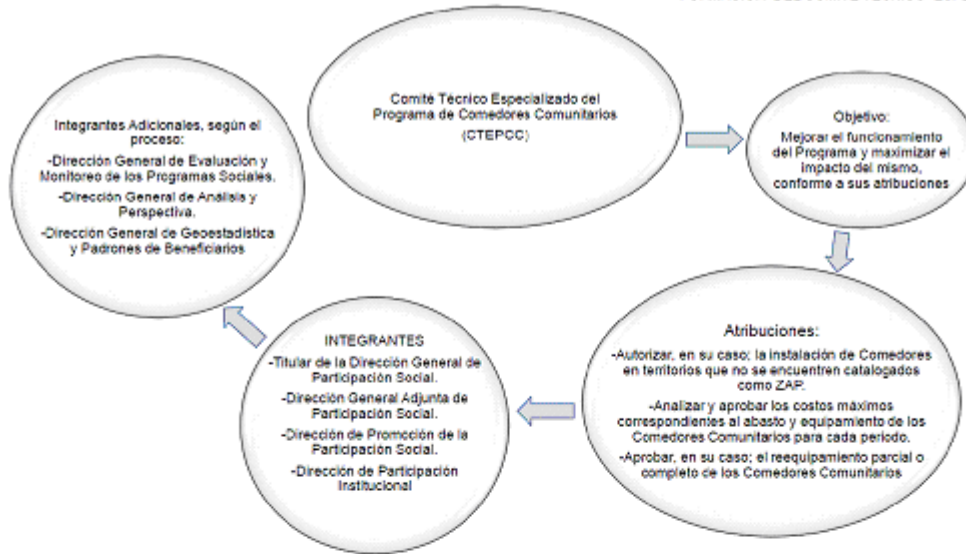 Comité Técnico Especializado del
Programa de Comedores Comunitarios
(CTEPCC)
Objetivo:
Mejorar el funcionamiento
del Programa y maximizar el
impacto del mismo,
conforme a sus atribuciones
Atribuciones:
-Autorizar, en su caso; la instalación de Comedores
en territorios que no se encuentren catalogados
como ZAP.
-Analizar y aprobar los costos máximos
correspondientes al abasto y equipamiento de los
Comedores Comunitarios para cada periodo.
-Aprobar, en su caso; el reequipamiento parcial o
completo de los Comedores Comunitarios
INTEGRANTES
-Titular de la Dirección General de
Participación Social.
-Dirección General Adjunta de
Participación Social.
-Dirección de Promoción de la
Participación Social.
-Dirección de Participación
Institucional
Integrantes Adicionales, según el
proceso:
-Dirección General de Evaluación y
Monitoreo de los Programas Sociales.
-Dirección General de Análisis y
Perspectiva.
-Dirección General de Geoestadística
y Padrones de Beneficiarios